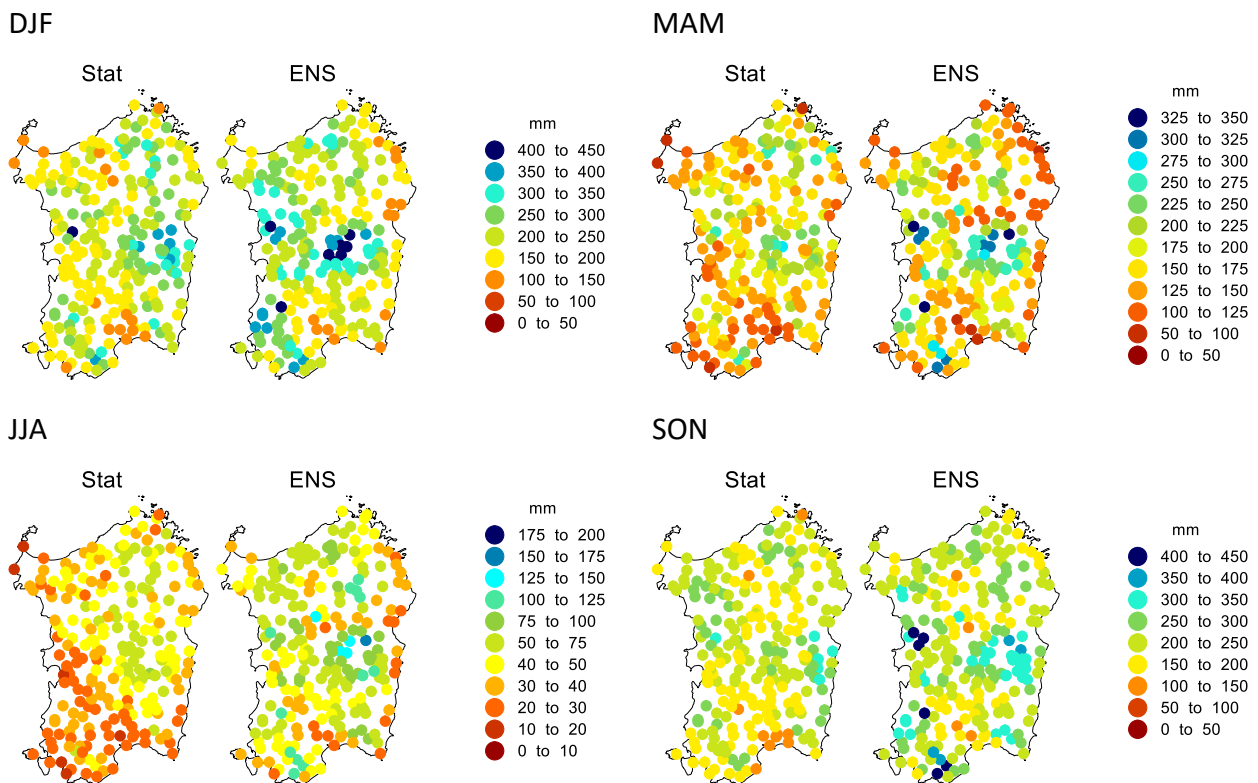 DJF
MAM
Stat
ENS
mm
400 to 450
350 to 400
300 to 350
250 to 300
200 to 250
150 to 200
100 to 150
50 to 100
0 to 50
Stat
ENS
mm
325 to 350
300 to 325
275 to 300
250 to 275
225 to 250
200 to 225
175 to 200
150 to 175
125 to 150
100 to 125
50 to 100
0 to 50
JJA
SON
Stat
ENS
mm
175 to 200
150 to 175
125 to 150
100 to 125
75 to 100
50 to 75
40 to 50
30 to 40
20 to 30
10 to 20
0 to 10
Stat
ENS
mm
400 to 450
350 to 400
300 to 350
250 to 300
200 to 250
150 to 200
100 to 150
50 to 100
0 to 50